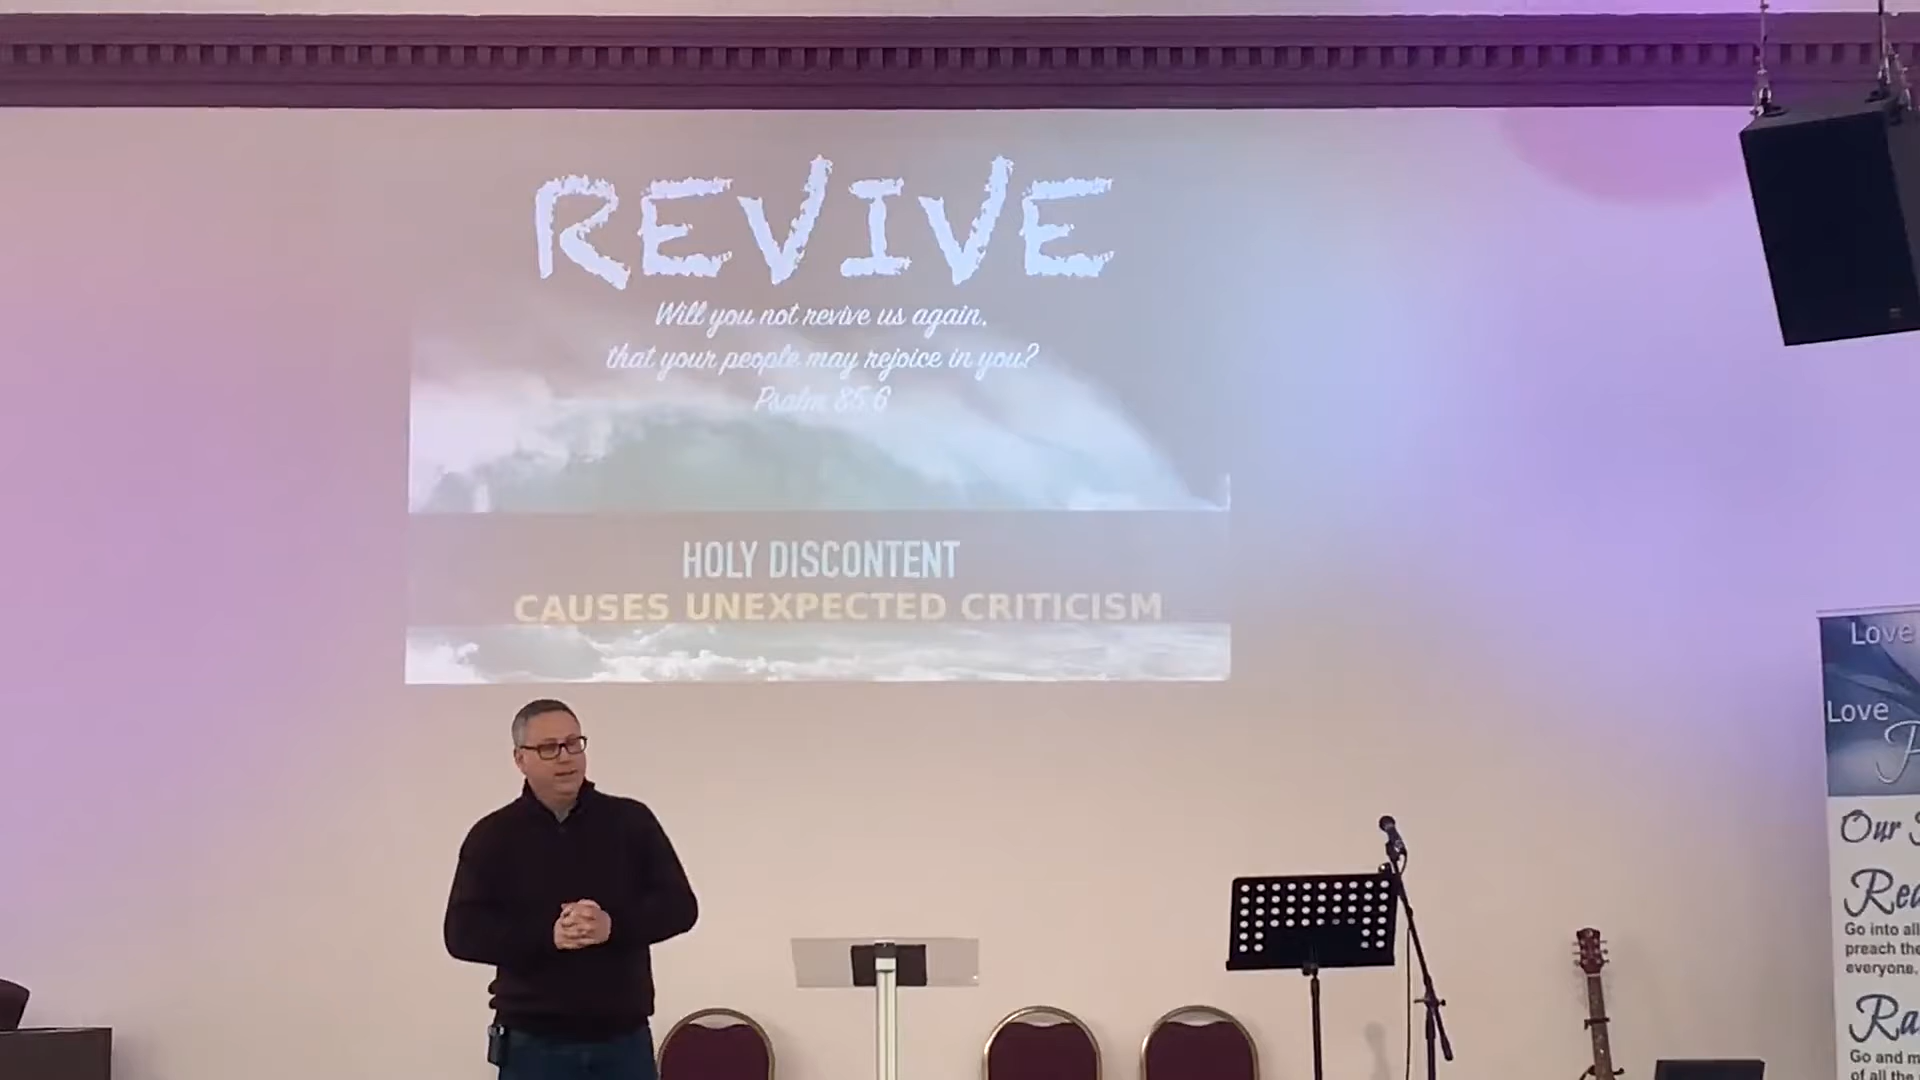 REVIVE
Will you not revive us again,
that your people may rejoice in you?
Psalm 85:6
HOLY DISCONTENT
CAUSES UNEXPECTED CRITICISM
Love
Love
Our
Go into all
preach the
everyone.
Go and m
of all the